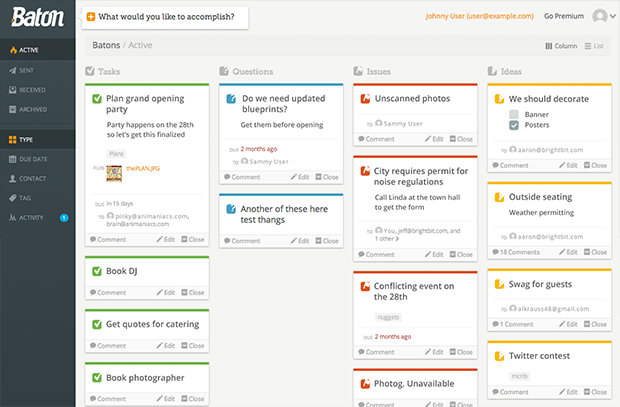 Baton
What would you like to accomplish?
Johnny User (user@example.com)
Go Premium
ACTIVE
SENT
RECEIVED
ARCHIVED
TYPE
DUE DATE
CONTACT
TAG
ACTIVITY 1
Batons / Active
Column
List
Tasks
Plan grand opening
party
Party happens on the 28th
so let's get this finalized
Plans
FILES
thePLAN.JPG
DUE in 15 days
TO pinky@animaniacs.com,
brain@animaniacs.com
Comment Edit Close
Book DJ
Comment Edit Close
Get quotes for catering
Comment Edit Close
Book photographer
Comment Edit Close
Questions
Do we need updated
blueprints?
Get them before opening
DUE 2 months ago
TO Sammy User
Comment Edit Close
Another of these here
test thangs
Comment Edit Close
Issues
Unscanned photos
TO Sammy User
Comment Edit Close
City requires permit for
noise regulations
Call Linda at the town hall
to get the form
TO You, jeff@brightbit.com, and
1 other >
Comment Edit Close
Conflicting event on
the 28th
nuggets
DUE 2 months ago
Comment Edit Close
Photog. Unavailable
Comment Edit Close
Ideas
We should decorate
Banner
Posters
TO aaron@brightbit.com
Comment Edit Close
Outside seating
Weather permitting
TO aaron@brightbit.com
18 Comments Edit Close
Swag for guests
TO alkrauss48@gmail.com
1 Comment Edit Close
Twitter contest
mcrib
Comment Edit Close